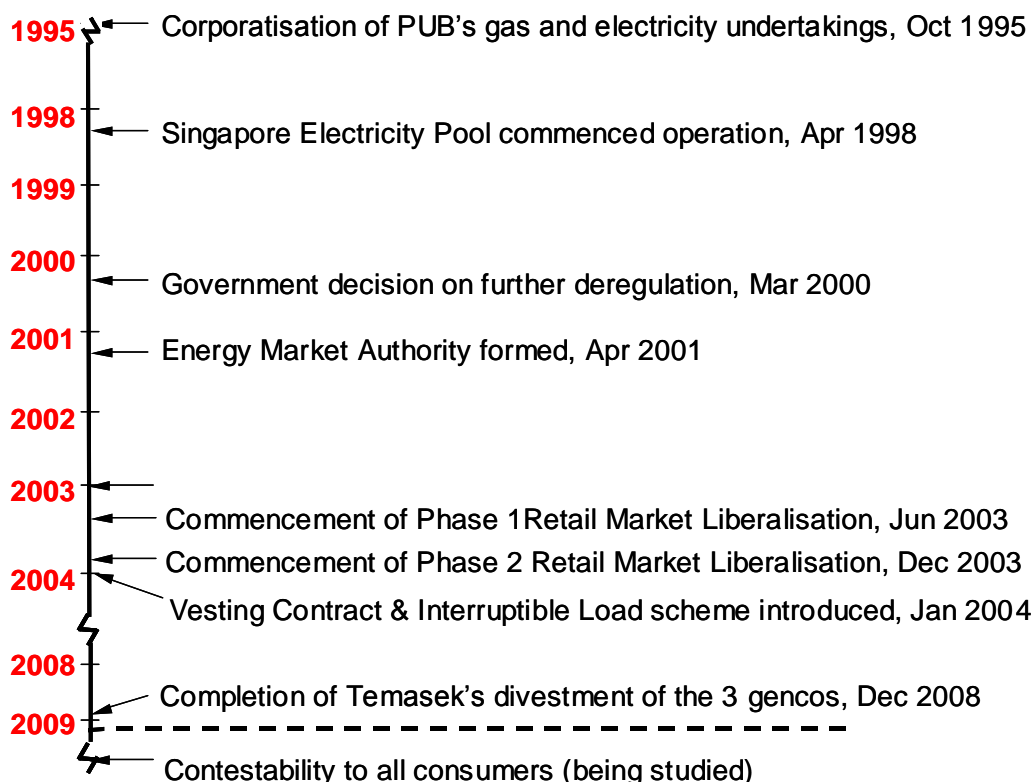 1995 Corporatisation of PUB's gas and electricity undertakings, Oct 1995
1998
Singapore Electricity Pool commenced operation, Apr 1998
1999
2000
Government decision on further deregulation, Mar 2000
2001
Energy Market Authority formed, Apr 2001
2002
2003
Commencement of Phase 1Retail Market Liberalisation, Jun 2003
Commencement of Phase 2 Retail Market Liberalisation, Dec 2003
2004
Vesting Contract & Interruptible Load scheme introduced, Jan 2004
2008
Completion of Temasek's divestment of the 3 gencos, Dec 2008
2009
Contestability to all consumers (being studied)